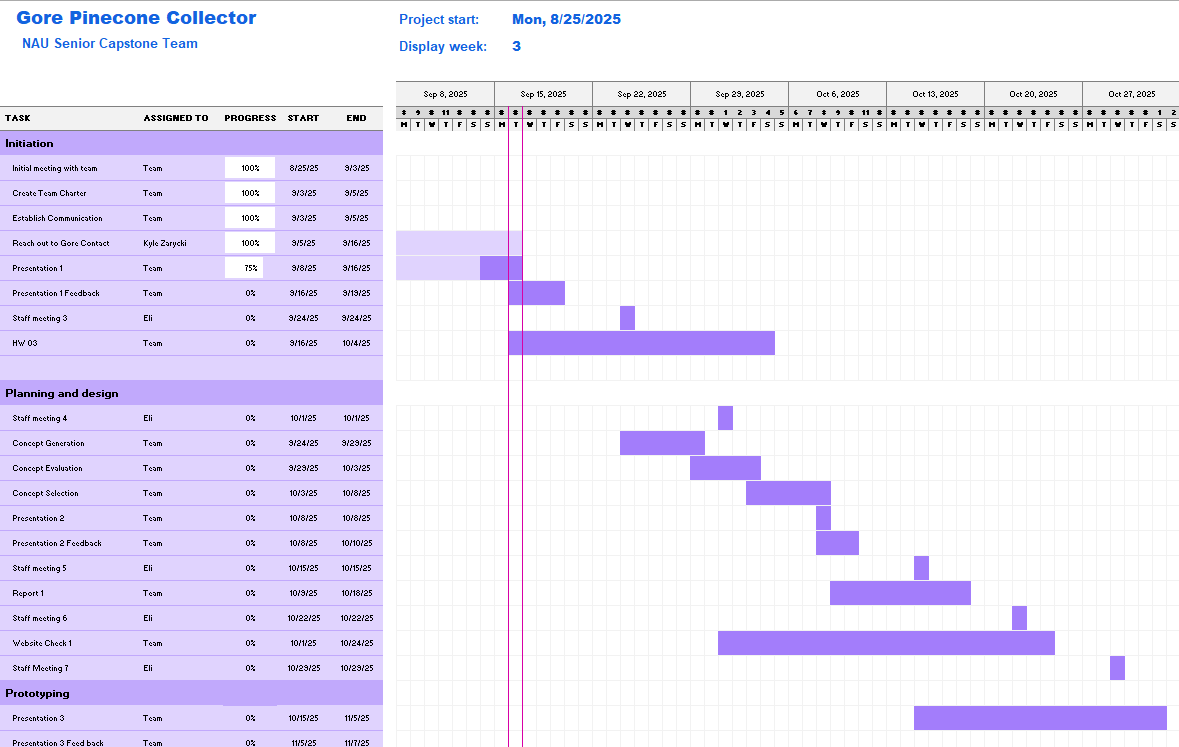 Gore Pinecone Collector
NAU Senior Capstone Team
Project start: Mon, 8/25/2025
Display week: 3
Sep 8, 2025 Sep 15, 2025 Sep 22, 2025 Sep 29, 2025 Oct 6, 2025 Oct 13, 2025 Oct 20, 2025 Oct 27, 2025
# 9 # 11 # # # # # # # # # # # # # # # # # # # 1 2 3 4 5 6 7 # 9 # 11 # # # # # # # # # # # # # # # # # # # # 1 2
TASK ASSIGNED TO PROGRESS START END
M T W T F S S M T W T F S S M T W T F S S M T W T F S S M T W T F S S M T W T F S S M T W T F S S M T W T F S S
Initiation
Initial meeting with team Team 100% 8/25/25 9/3/25
Create Team Charter Team 100% 9/3/25 9/5/25
Establish Communication Team 100% 9/3/25 9/5/25
Reach out to Gore Contact Kyle Zarycki 100% 9/5/25 9/16/25
Presentation 1 Team 75% 9/8/25 9/16/25
Presentation 1 Feedback Team 0% 9/16/25 9/19/25
Staff meeting 3 Eli 0% 9/24/25 9/24/25
HW 03 Team 0% 9/16/25 10/4/25
Planning and design
Staff meeting 4 Eli 0% 10/1/25 10/1/25
Concept Generation Team 0% 9/24/25 9/29/25
Concept Evaluation Team 0% 9/29/25 10/3/25
Concept Selection Team 0% 10/3/25 10/8/25
Presentation 2 Team 0% 10/8/25 10/8/25
Presentation 2 Feedback Team 0% 10/8/25 10/10/25
Staff meeting 5 Eli 0% 10/15/25 10/15/25
Report 1 Team 0% 10/9/25 10/18/25
Staff meeting 6 Eli 0% 10/22/25 10/22/25
Website Check 1 Team 0% 10/1/25 10/24/25
Staff Meeting 7 Eli 0% 10/29/25 10/29/25
Prototyping
Presentation 3 Team 0% 10/15/25 11/5/25
Presentation 3 Feed back Team 0% 11/5/25 11/7/25